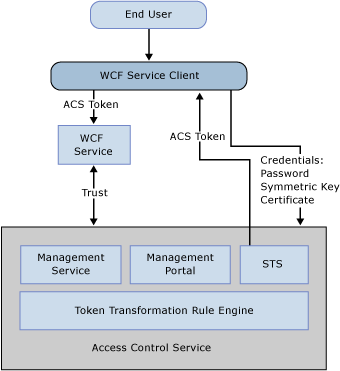 End User
WCF Service Client
ACS Token
ACS Token
WCF
Service
Credentials:
Password
Symmetric Key
Certificate
Trust
Management
Service
Management
Portal
STS
Token Transformation Rule Engine
Access Control Service